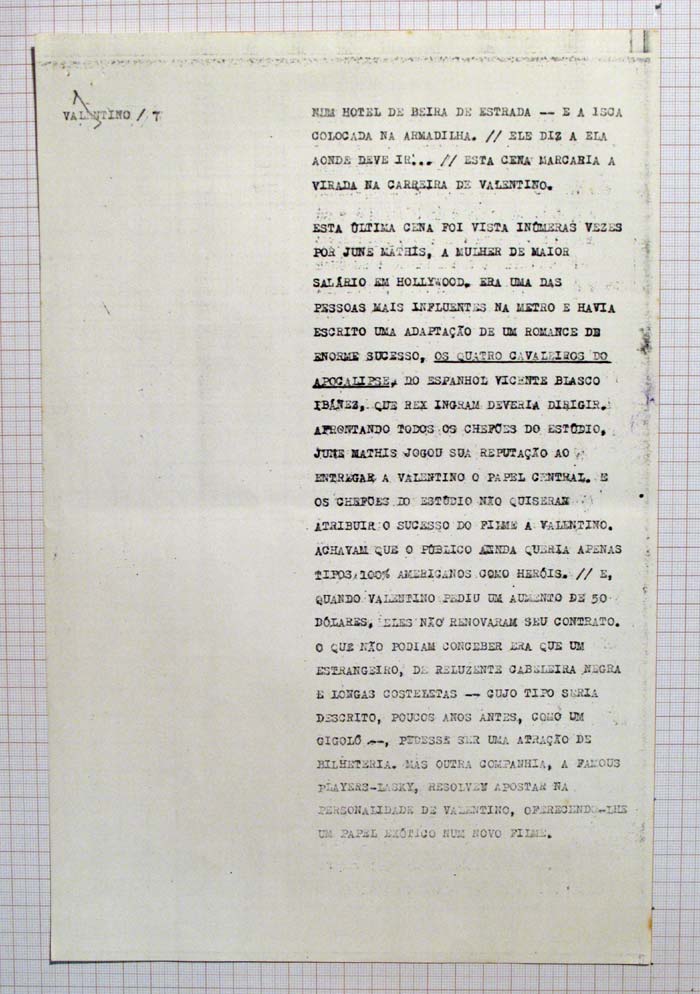 VALENTINO / 7
NUM HOTEL DE BEIRA DE ESTRADA -- E A ISCA
COLOCADA NA ARMADILHA. // ELE DIZ A ELA
AONDE DEVE IR... // ESTA CENA MARCARIA A
VIRADA NA CARREIRA DE VALENTINO.
ESTA ÚLTIMA CENA FOI VISTA INÚMERAS VEZES
POR JUNE MATHIS, A MULHER DE MAIOR
SALÁRIO EM HOLLYWOOD. ERA UMA DAS
PESSOAS MAIS INFLUENTES NA METRO E HAVIA
ESCRITO UMA ADAPTAÇÃO DE UM ROMANCE DE
ENORME SUCESSO, OS QUATRO CAVALEIROS DO
APOCALIPSE, DO ESPANHOL VICENTE BLASCO
IBÁNEZ, QUE REX INGRAM DEVERIA DIRIGIR.
AFRONTANDO TODOS OS CHEFÕES DO ESTÚDIO,
JUNE MATHIS JOGOU SUA REPUTAÇÃO AO
ENTREGAR A VALENTINO O PAPEL CENTRAL. E
OS CHEFÕES DO ESTÚDIO NÃO QUISERAM
ATRIBUIR O SUCESSO DO FILME A VALENTINO.
ACHAVAM QUE O PÚBLICO AINDA QUERIA APENAS
TIPOS 100% AMERICANOS COMO HERÓIS. // E,
QUANDO VALENTINO PEDIU UM AUMENTO DE 50
DÓLARES, ELES NÃO RENOVARAM SEU CONTRATO.
O QUE NÃO PODIAM CONCEBER ERA QUE UM
ESTRANGEIRO, DE RELUZENTE CABELEIRA NEGRA
E LONGAS COSTELETAS -- CUJO TIPO SERIA
DESCRITO, POUCOS ANOS ANTES, COMO UM
GIGOLÔ --, PUDESSE SER UMA ATRAÇÃO DE
BILHETERIA. MAS OUTRA COMPANHIA, A FAMOUS
PLAYERS-LASKY, RESOLVEU APOSTAR NA
PERSONALIDADE DE VALENTINO, OFERECENDO-LHE
UM PAPEL EXÓTICO NUM NOVO FILME.